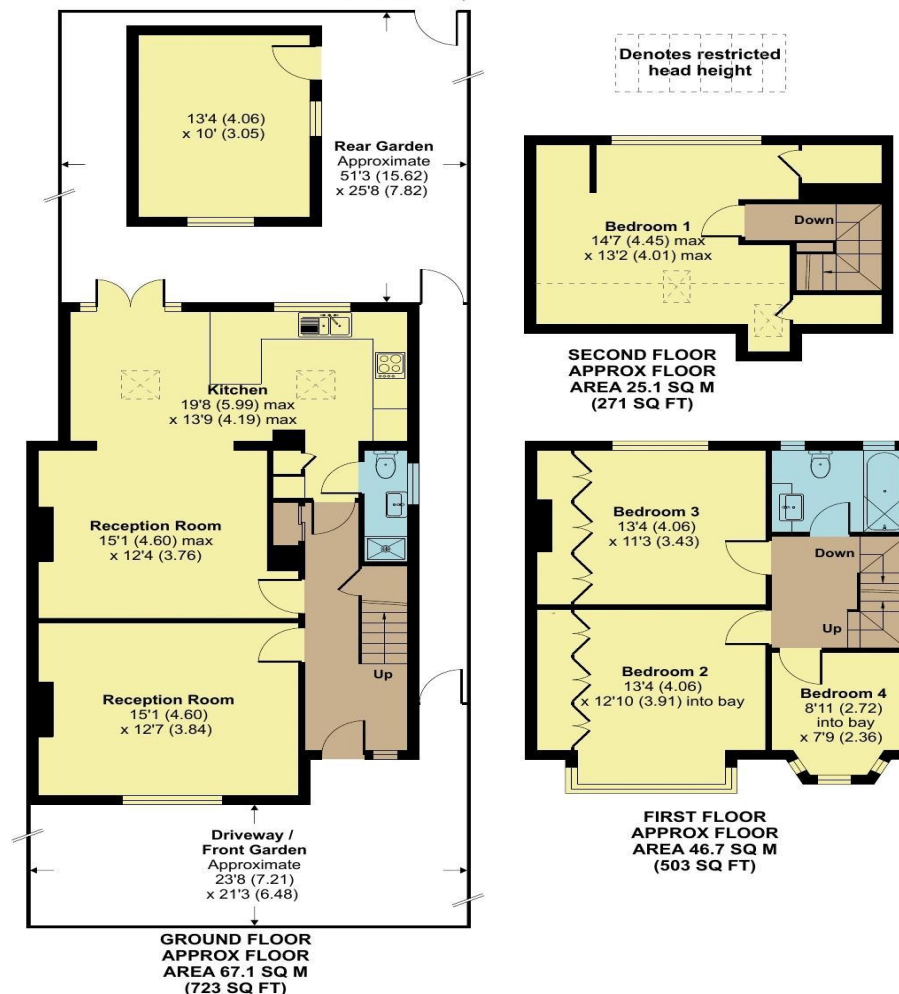 13'4 (4.06)
x 10' (3.05)
Rear Garden
Approximate
51'3 (15.62)
x 25'8 (7.82)
Kitchen
19'8 (5.99) max
x 13'9 (4.19) max
Reception Room
15'1 (4.60) max
x 12'4 (3.76)
Up
Reception Room
15'1 (4.60)
x 12'7 (3.84)
Driveway /
Front Garden
Approximate
23'8 (7.21)
x 21'3 (6.48)
GROUND FLOOR
APPROX FLOOR
AREA 67.1 SQ M
(723 SQ FT)
Denotes restricted
head height
Bedroom 1
14'7 (4.45) max
x 13'2 (4.01) max
Down
SECOND FLOOR
APPROX FLOOR
AREA 25.1 SQ M
(271 SQ FT)
Bedroom 3
13'4 (4.06)
x 11'3 (3.43)
Down
Up
Bedroom 2
13'4 (4.06)
x 12'10 (3.91) into bay
Bedroom 4
8'11 (2.72)
into bay
x 7'9 (2.36)
FIRST FLOOR
APPROX FLOOR
AREA 46.7 SQ M
(503 SQ FT)